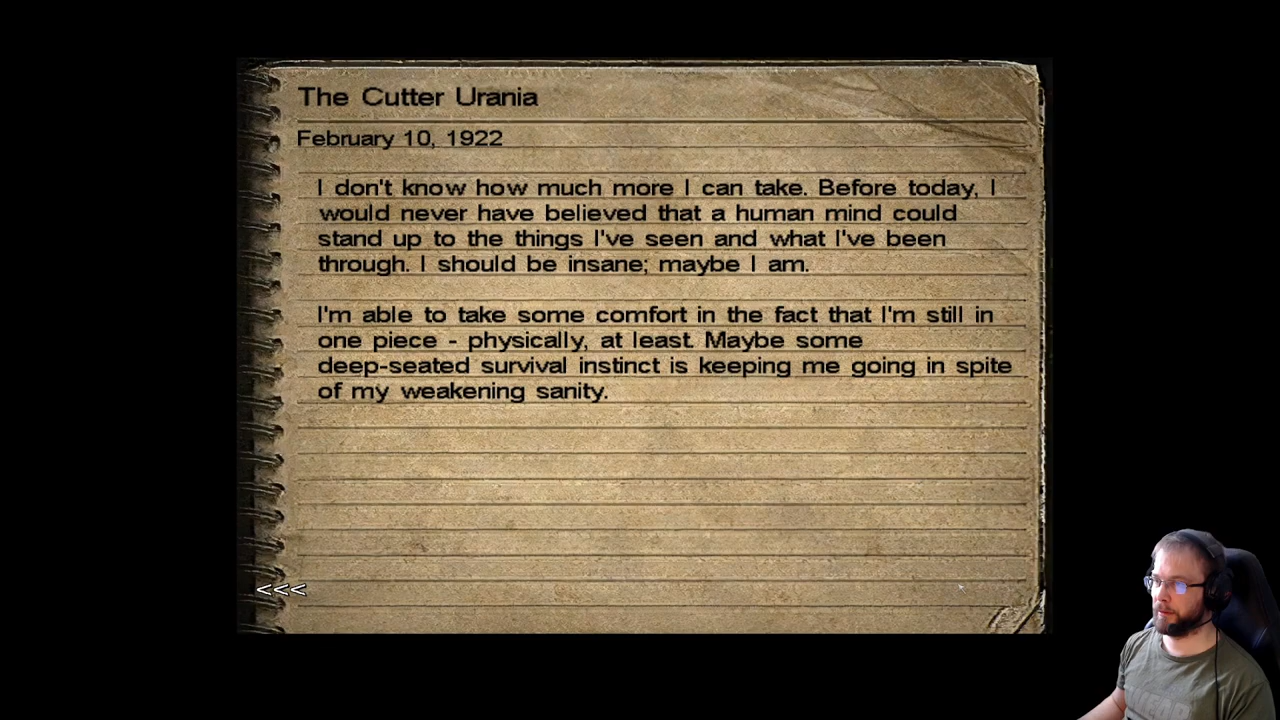 The Cutter Urania
February 10, 1922
I don't know how much more I can take. Before today, I
would never have believed that a human mind could
stand up to the things I've seen and what I've been
through. I should be insane; maybe I am.
I'm able to take some comfort in the fact that I'm still in
one piece - physically, at least. Maybe some
deep-seated survival instinct is keeping me going in spite
of my weakening sanity.
<<<